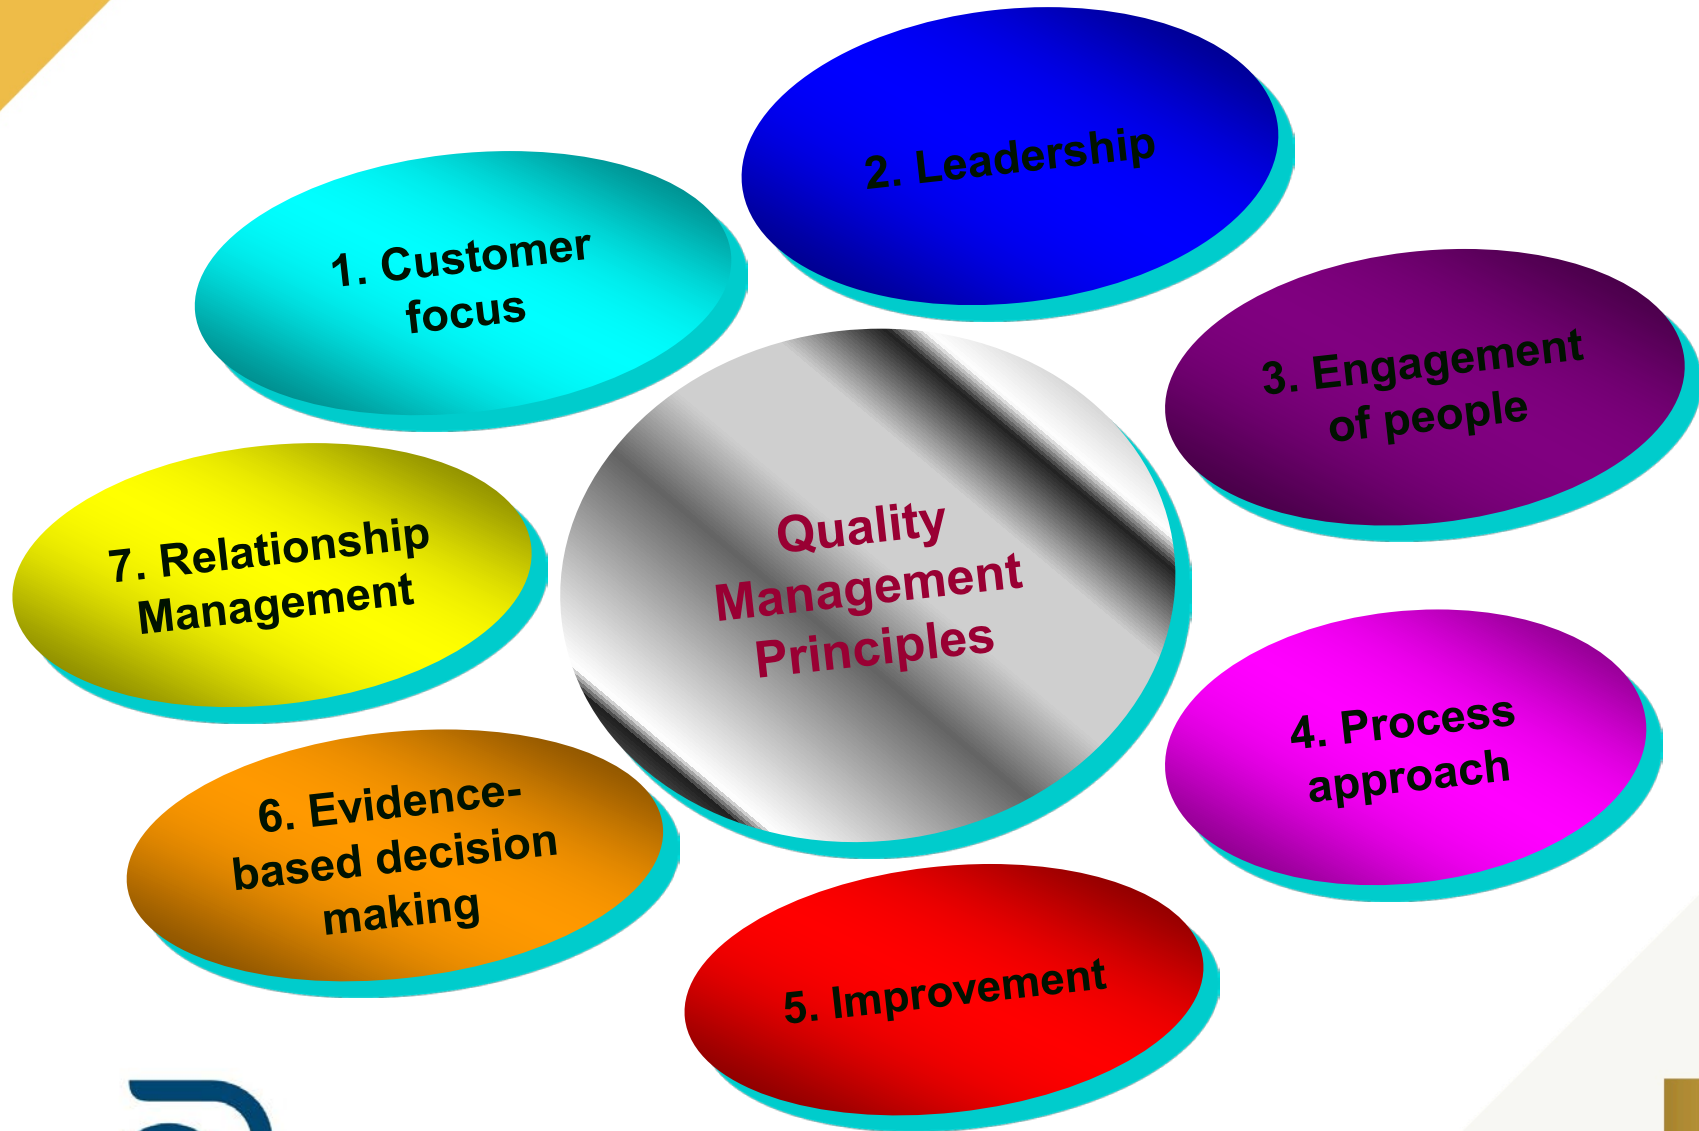 1. Customer
focus
2. Leadership
3. Engagement
of people
4. Process
approach
5. Improvement
6. Evidence-
based decision
making
7. Relationship
Management
Quality
Management
Principles